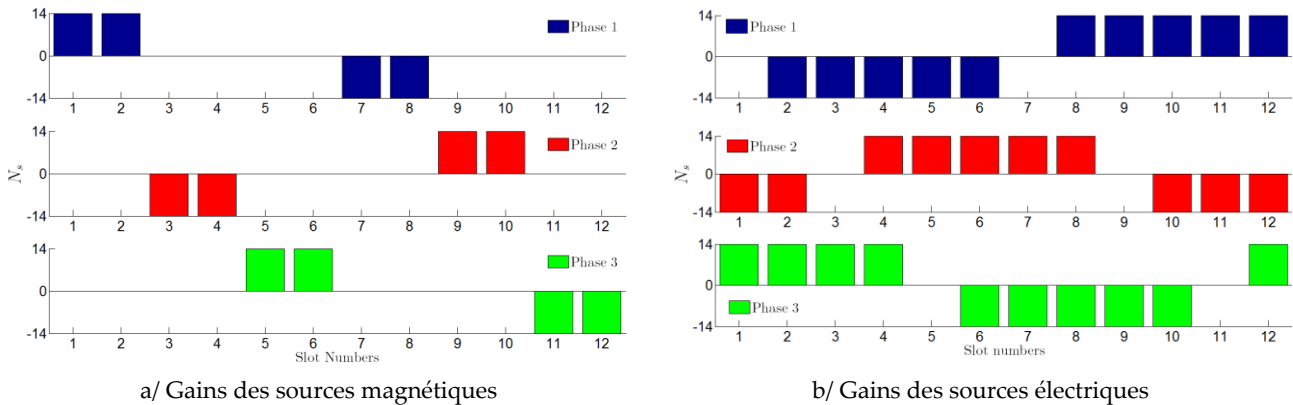 14
0
-14
Phase 1
1 2 3 4 5 6 7 8 9 10 11 12
14
0
-14
Phase 2
1 2 3 4 5 6 7 8 9 10 11 12
14
0
-14
Phase 3
1 2 3 4 5 6 7 8 9 10 11 12
N_s
Slot Numbers
a/ Gains des sources magnétiques
14
0
-14
Phase 1
1 2 3 4 5 6 7 8 9 10 11 12
14
0
-14
Phase 2
1 2 3 4 5 6 7 8 9 10 11 12
14
0
-14
Phase 3
1 2 3 4 5 6 7 8 9 10 11 12
N_s
Slot numbers
b/ Gains des sources électriques